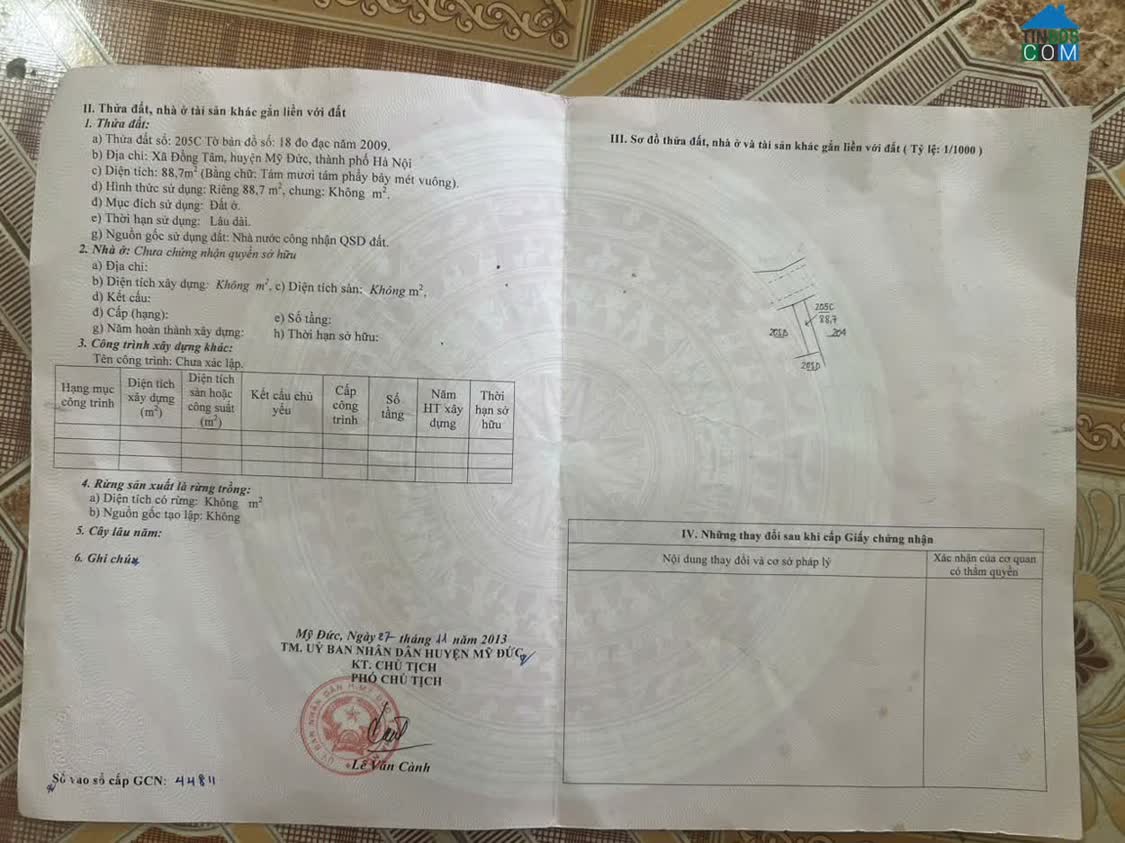 II. Thửa đất, nhà ở tài sản khác gắn liền với đất
1. Thửa đất:
a) Thửa đất số: 205C Tờ bản đồ số: 18 đo đạc năm 2009.
b) Địa chỉ: Xã Đồng Tâm, huyện Mỹ Đức, thành phố Hà Nội
c) Diện tích: 88,7m² (Bằng chữ: Tám mươi tám phẩy bảy mét vuông).
d) Hình thức sử dụng: Riêng 88,7 m², chung: Không m².
đ) Mục đích sử dụng: Đất ở.
e) Thời hạn sử dụng: Lâu dài.
g) Nguồn gốc sử dụng đất: Nhà nước công nhận QSD đất.
2. Nhà ở: Chưa chứng nhận quyền sở hữu
a) Địa chỉ:
b) Diện tích xây dựng: Không m², c) Diện tích sàn: Không m²,
d) Kết cấu:
đ) Cấp (hạng): e) Số tầng:
g) Năm hoàn thành xây dựng: h) Thời hạn sở hữu:
3. Công trình xây dựng khác:
Tên công trình: Chưa xác lập.
Hạng mục công trình
Diện tích xây dựng (m²)
Diện tích sàn hoặc công suất (m²)
Kết cấu chủ yếu
Cấp công trình
Số tầng
Năm HT xây dựng
Thời hạn sở hữu
4. Rừng sản xuất là rừng trồng:
a) Diện tích có rừng: Không m²
b) Nguồn gốc tạo lập: Không
5. Cây lâu năm:
6. Ghi chú:
Mỹ Đức, Ngày 27 tháng 11 năm 2013
TM. UỶ BAN NHÂN DÂN HUYỆN MỸ ĐỨC
KT. CHỦ TỊCH
PHÓ CHỦ TỊCH
Lê Văn Cảnh
Số vào sổ cấp GCN: 44811
III. Sơ đồ thửa đất, nhà ở và tài sản khác gắn liền với đất ( Tỷ lệ: 1/1000 )
205C
88,7
204
205D
IV. Những thay đổi sau khi cấp Giấy chứng nhận
Nội dung thay đổi và cơ sở pháp lý
Xác nhận của cơ quan có thẩm quyền
COM